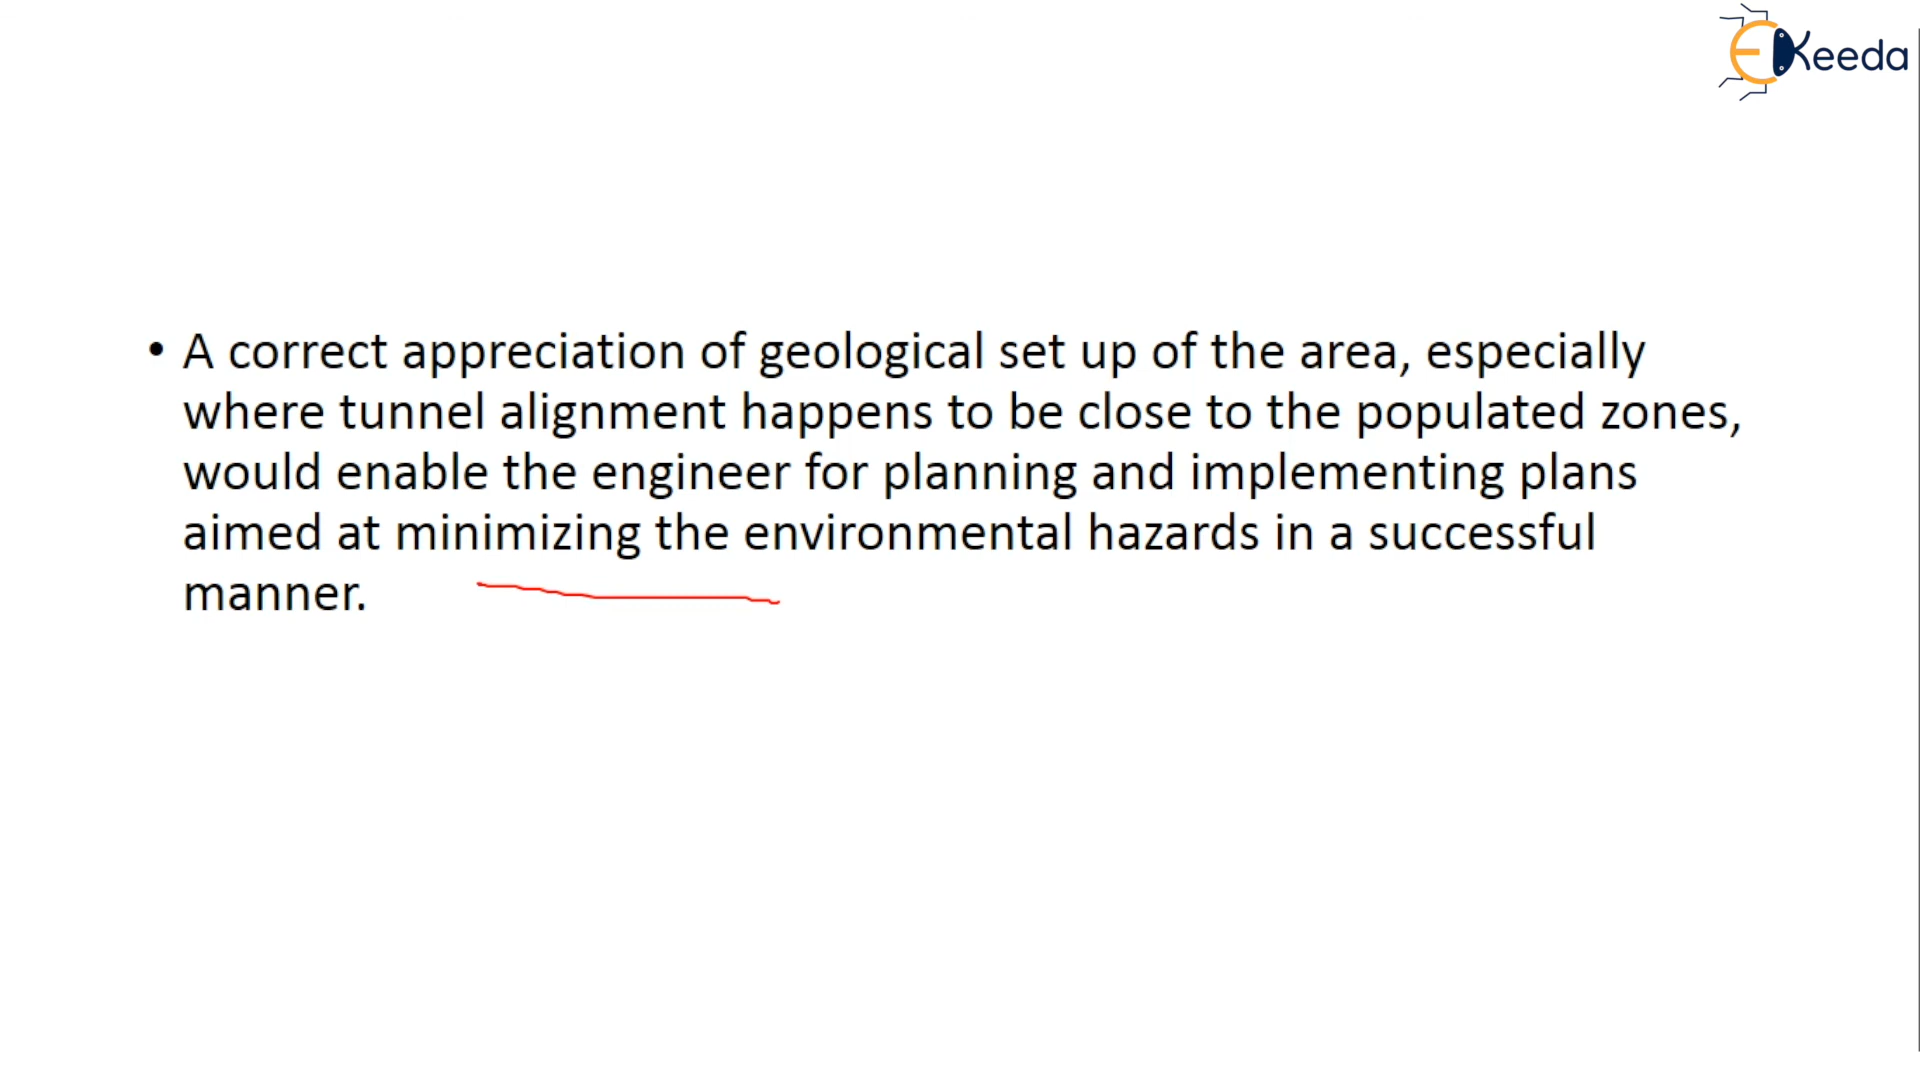 EKeeda
• A correct appreciation of geological set up of the area, especially
where tunnel alignment happens to be close to the populated zones,
would enable the engineer for planning and implementing plans
aimed at minimizing the environmental hazards in a successful
manner.